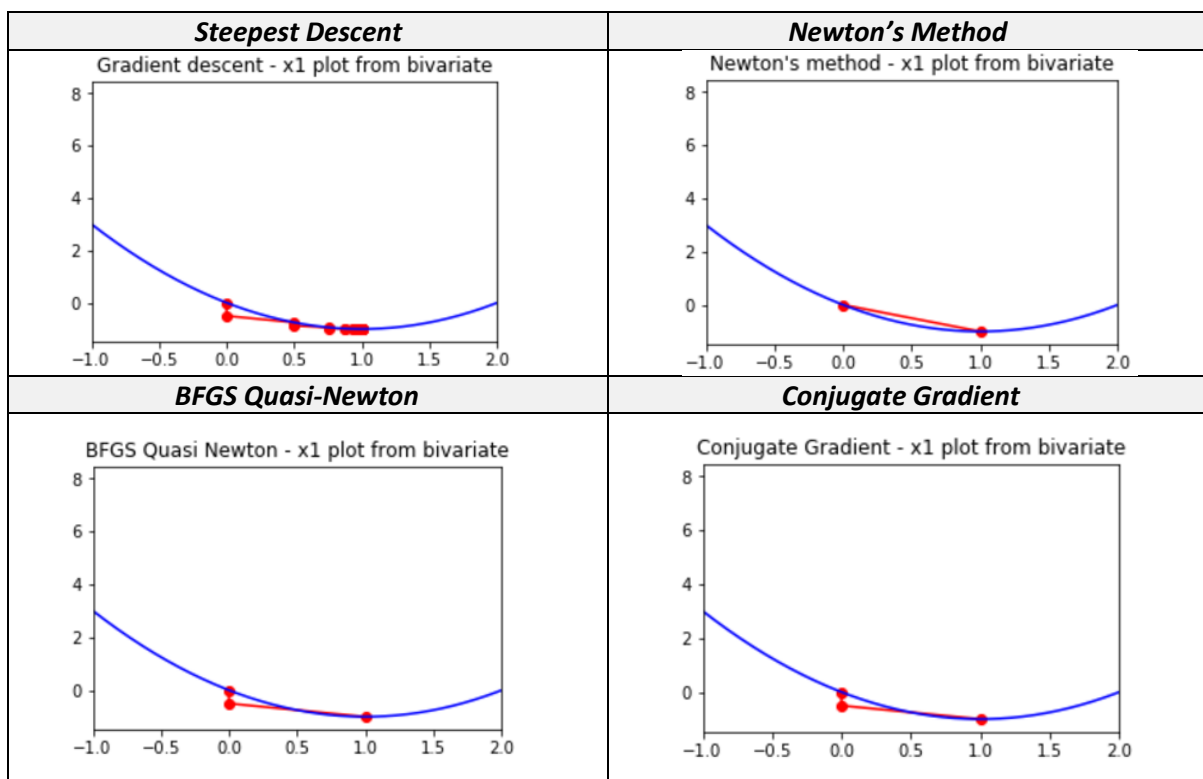 Steepest Descent
Newton’s Method
Gradient descent - x1 plot from bivariate
8
6
4
2
0
−1.0 −0.5 0.0 0.5 1.0 1.5 2.0
Newton's method - x1 plot from bivariate
8
6
4
2
0
−1.0 −0.5 0.0 0.5 1.0 1.5 2.0
BFGS Quasi-Newton
Conjugate Gradient
BFGS Quasi Newton - x1 plot from bivariate
8
6
4
2
0
−1.0 −0.5 0.0 0.5 1.0 1.5 2.0
Conjugate Gradient - x1 plot from bivariate
8
6
4
2
0
−1.0 −0.5 0.0 0.5 1.0 1.5 2.0